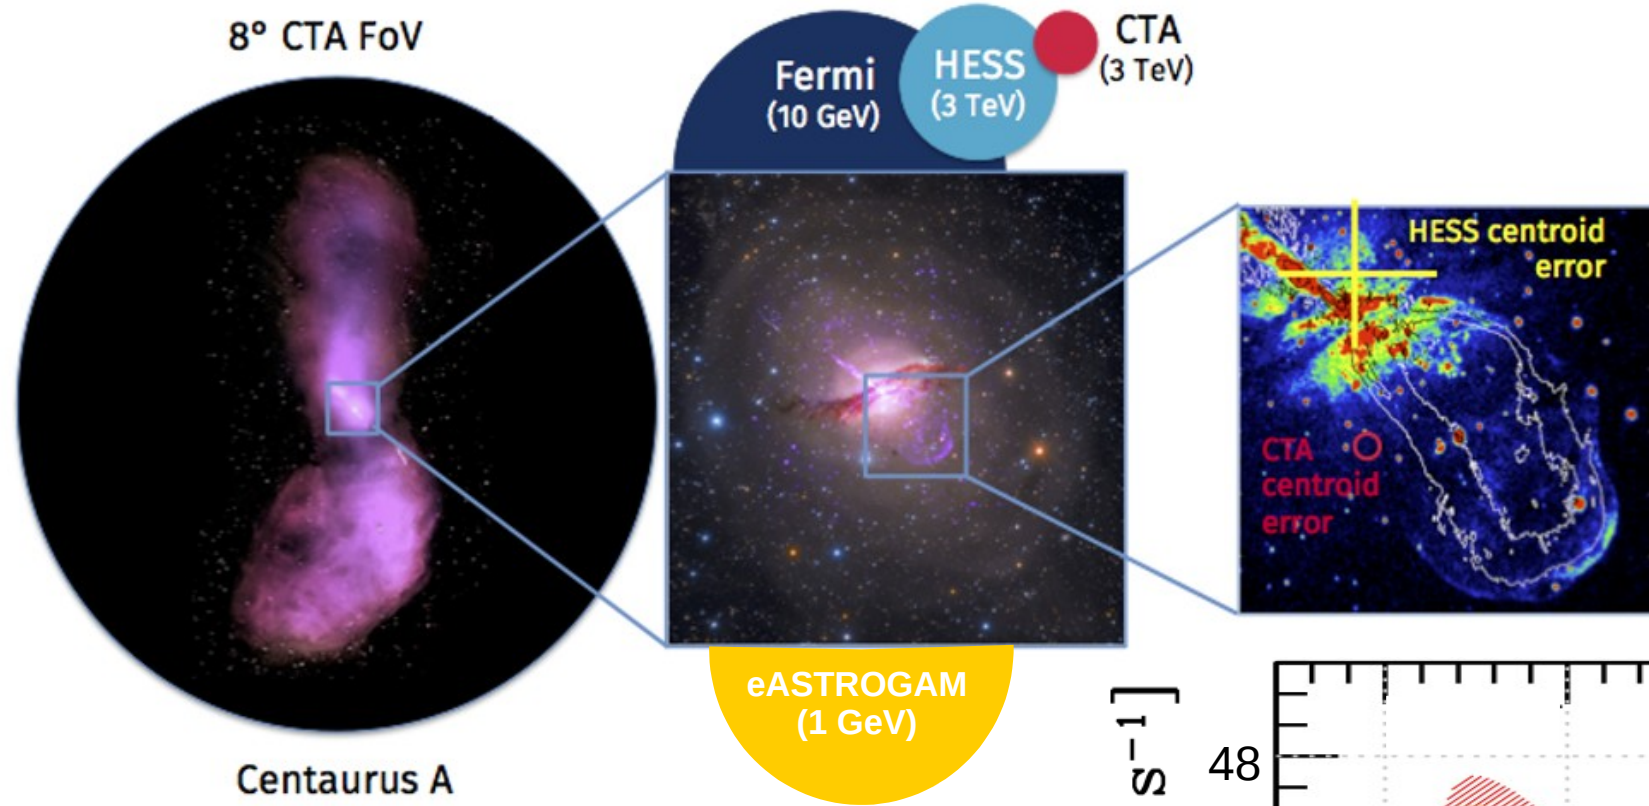 8° CTA FoV
Fermi
(10 GeV)
HESS
(3 TeV)
CTA
(3 TeV)
HESS centroid
error
CTA
centroid
error
eASTROGAM
(1 GeV)
Centaurus A
s⁻¹]
48